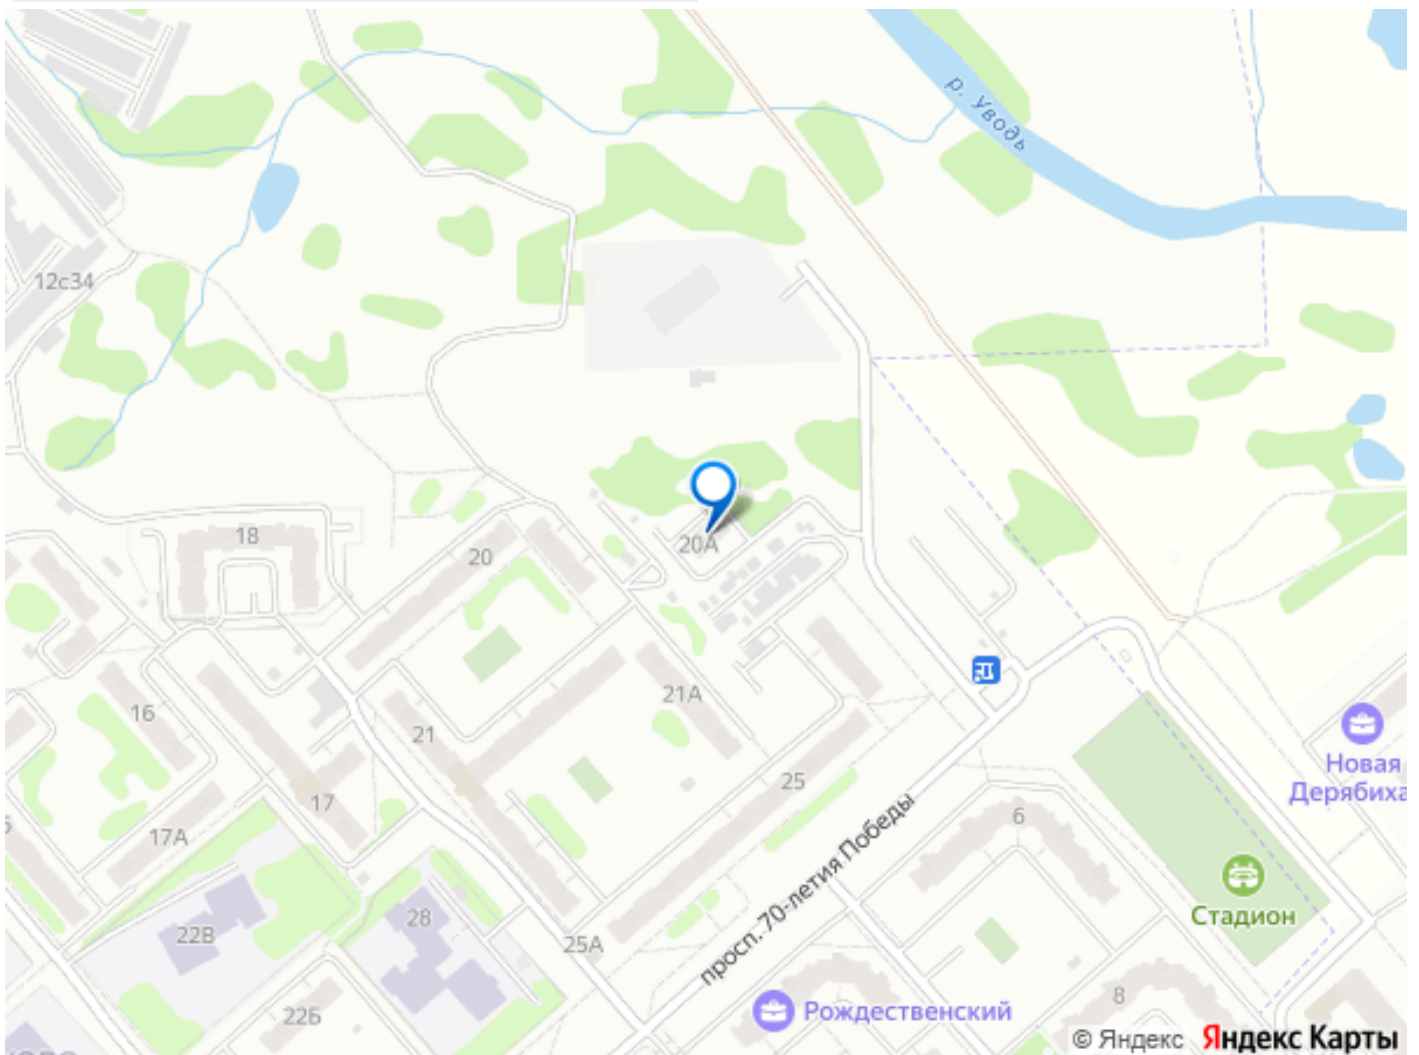 р. Уводь
12с34
18
20
20А
16
21
21А
17
17А
25
6
Новая
Дерябиха
22В
28
25А
просп. 70-летия Победы
Стадион
22Б
Рождественский
8
© Яндекс Яндекс Карты